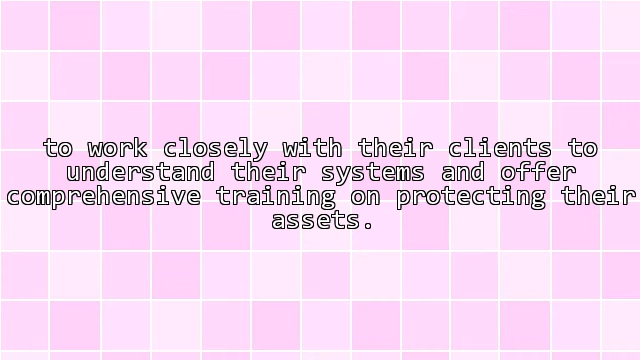 to work closely with their clients to
understand their systems and offer
comprehensive training on protecting their
assets.